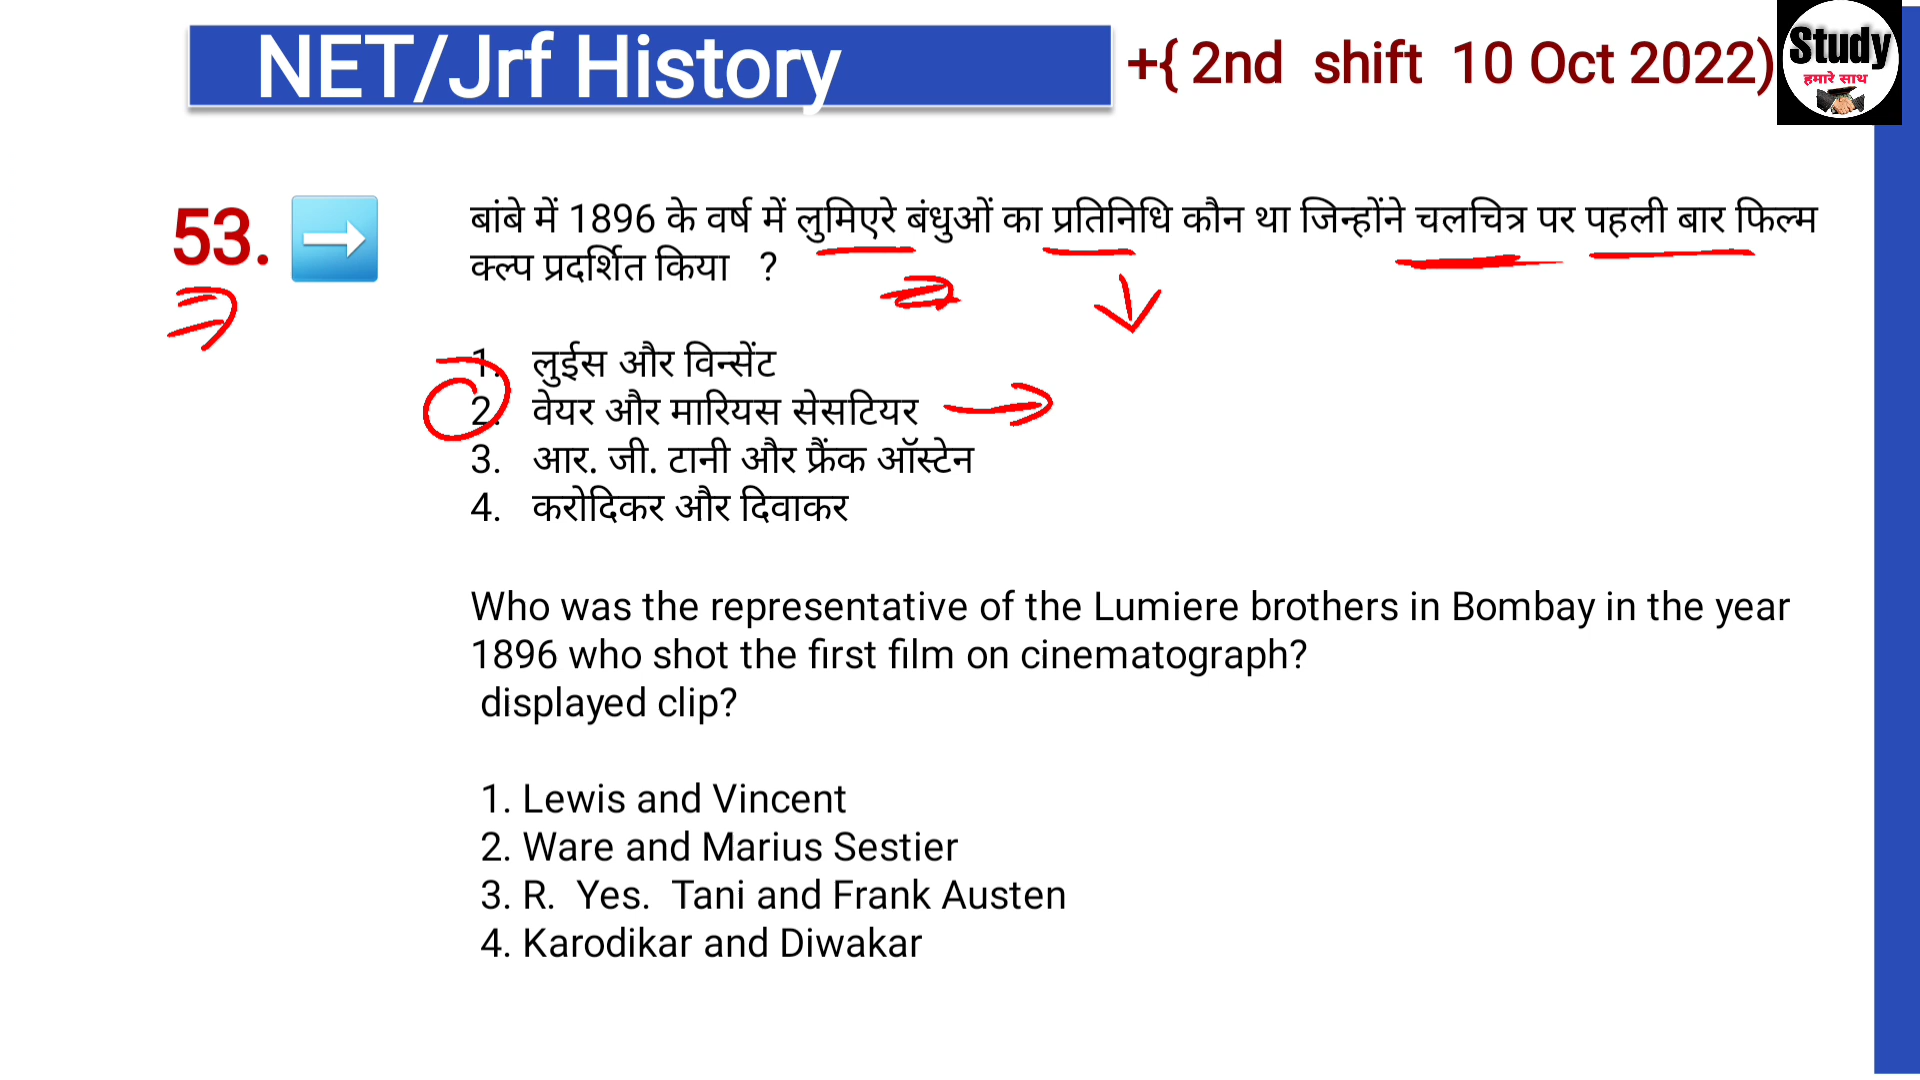 NET/Jrf History
+{ 2nd shift 10 Oct 2022)
Study
हमारे साथ
53.
बांबे में 1896 के वर्ष में लुमिएरे बंधुओं का प्रतिनिधि कौन था जिन्होंने चलचित्र पर पहली बार फिल्म
क्ल्प प्रदर्शित किया ?
1. लुईस और विन्सेंट
2. वेयर और मारियस सेसटियर
3. आर. जी. टानी और फ्रैंक ऑस्टेन
4. करोदिकर और दिवाकर
Who was the representative of the Lumiere brothers in Bombay in the year
1896 who shot the first film on cinematograph?
displayed clip?
1. Lewis and Vincent
2. Ware and Marius Sestier
3. R. Yes. Tani and Frank Austen
4. Karodikar and Diwakar